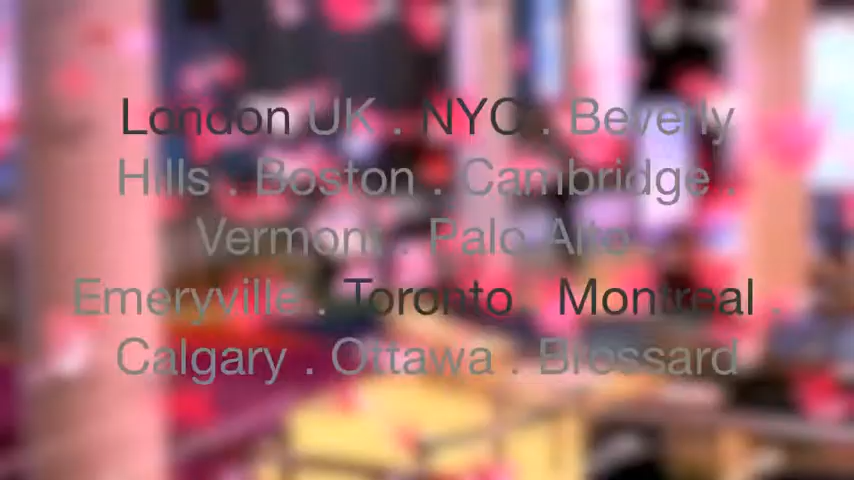 London UK . NYC . Beverly
Hills . Boston . Cambridge .
Vermont . Palo Alto .
Emeryville . Toronto . Montreal .
Calgary . Ottawa . Brossard